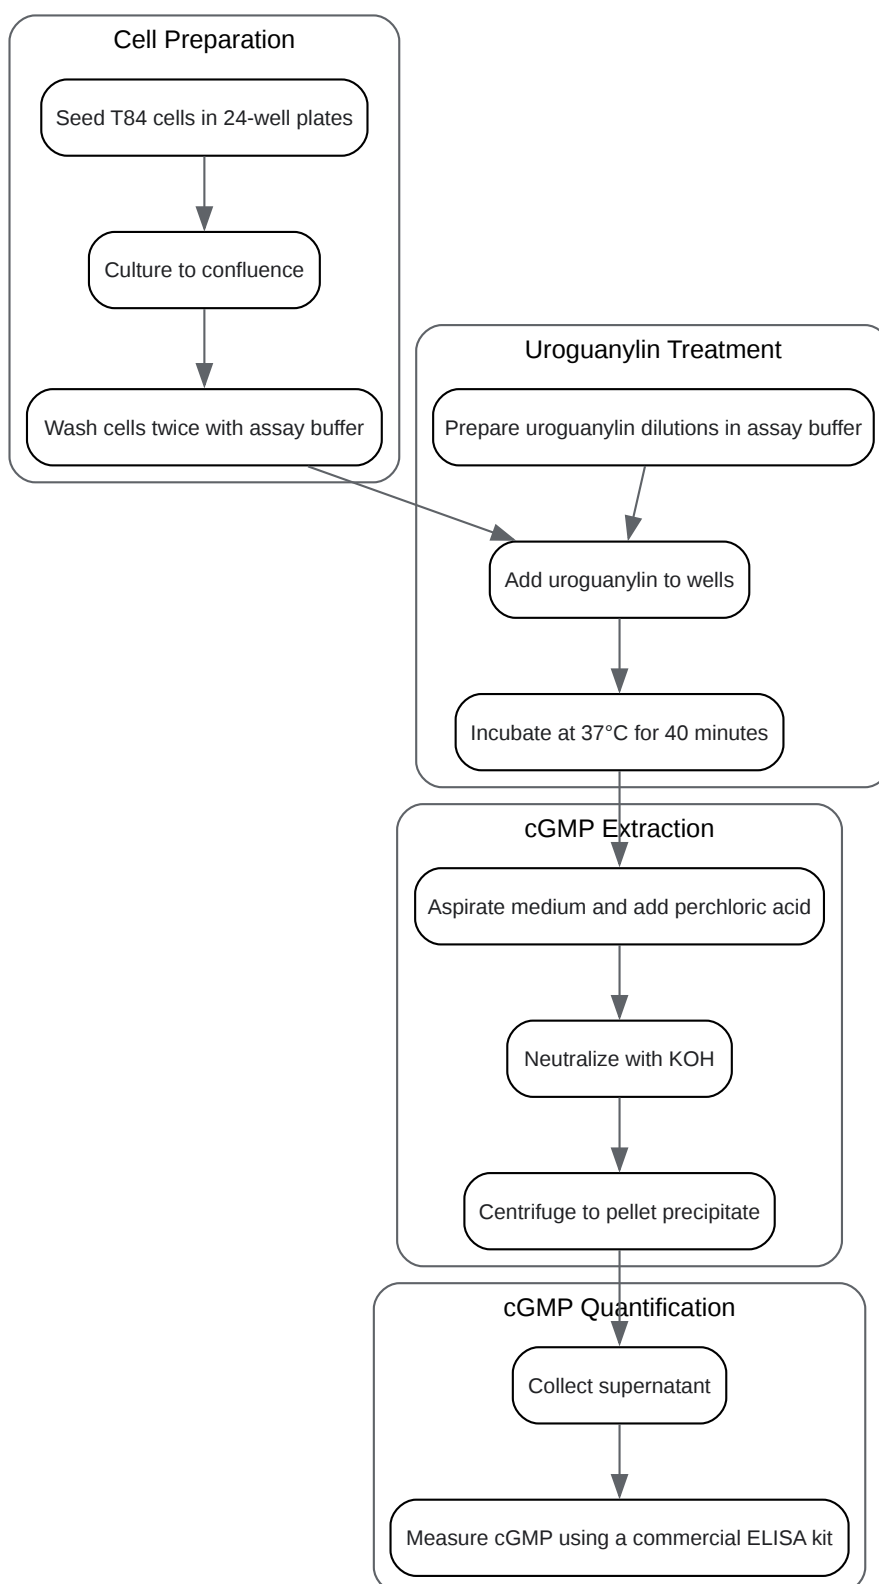 Cell Preparation
Seed T84 cells in 24-well plates
Culture to confluence
Wash cells twice with assay buffer
Uroguanylin Treatment
Prepare uroguanylin dilutions in assay buffer
Add uroguanylin to wells
Incubate at 37°C for 40 minutes
cGMP Extraction
Aspirate medium and add perchloric acid
Neutralize with KOH
Centrifuge to pellet precipitate
cGMP Quantification
Collect supernatant
Measure cGMP using a commercial ELISA kit